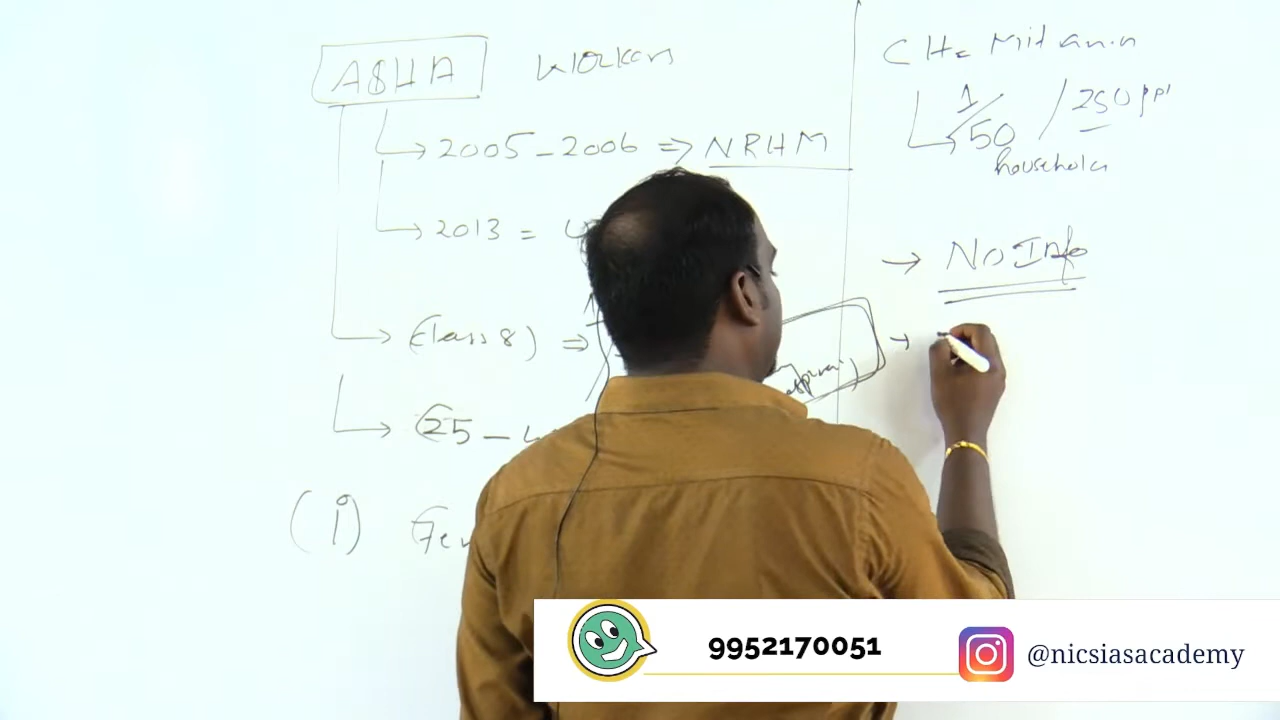 ASHA Workers
2005-2006 => NRHM
2013 =
(Class 8) =>
(25 -
(i)
CH= Mitanin
1/50 / 250 ppl
households
→ No Info
9952170051
@nicsiasacademy